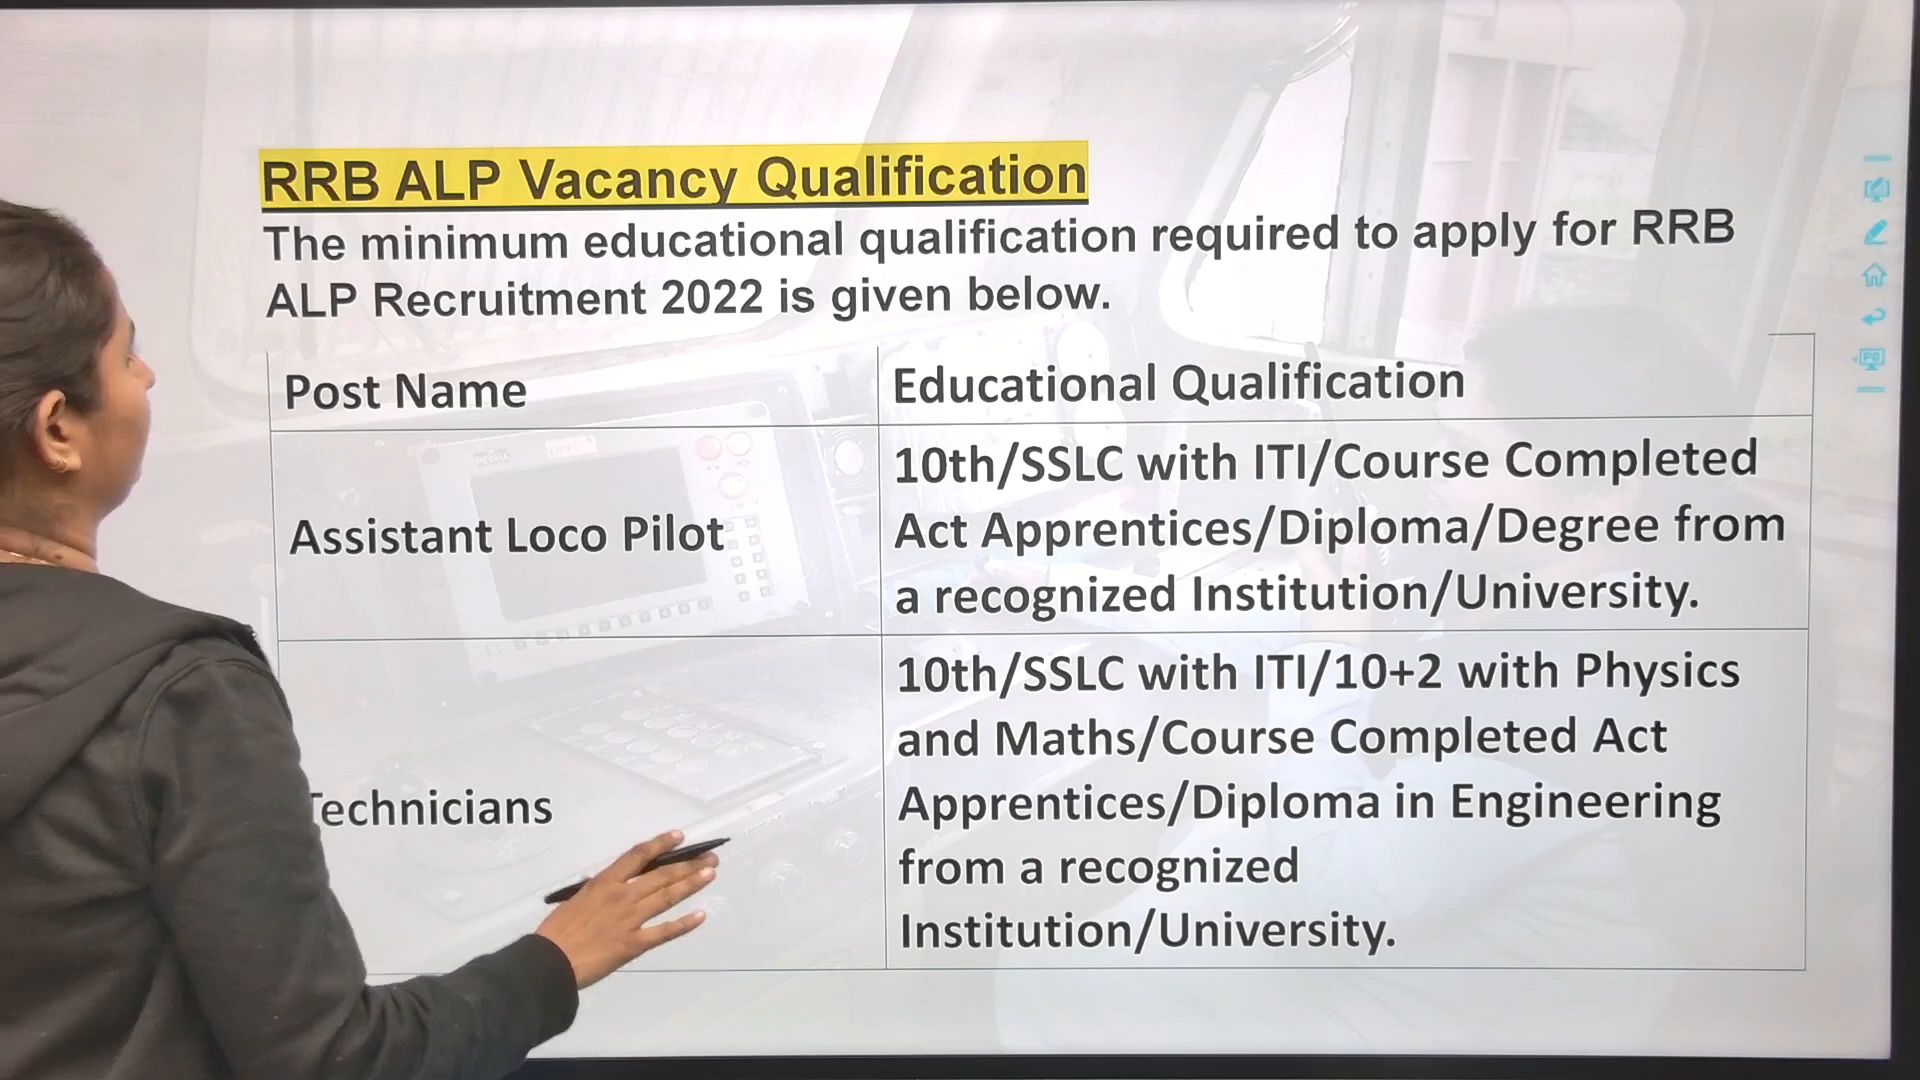 RRB ALP Vacancy Qualification
The minimum educational qualification required to apply for RRB
ALP Recruitment 2022 is given below.
Post Name
Educational Qualification
Assistant Loco Pilot
10th/SSLC with ITI/Course Completed
Act Apprentices/Diploma/Degree from
a recognized Institution/University.
Technicians
10th/SSLC with ITI/10+2 with Physics
and Maths/Course Completed Act
Apprentices/Diploma in Engineering
from a recognized
Institution/University.